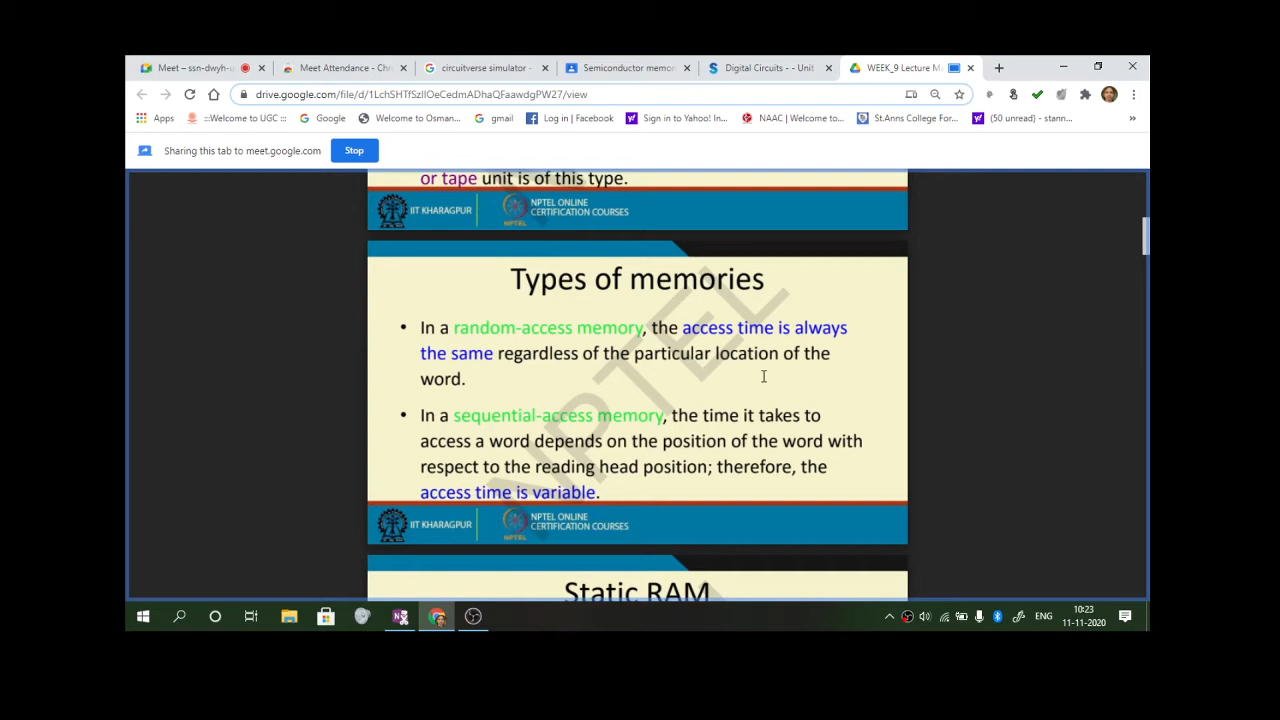 Meet – ssn-dwyh-u
Meet Attendance - Chr
circuitverse simulator -
Semiconductor memor
Digital Circuits - - Unit
WEEK_9 Lecture M
drive.google.com/file/d/1LchSHTfSzIlOeCedmADhaQFaawdgPW27/view
Apps
:::Welcome to UGC :::
Google
Welcome to Osman...
gmail
Log in | Facebook
Sign in to Yahoo! In...
NAAC | Welcome to...
St.Anns College For...
(50 unread) - stann...
»
Sharing this tab to meet.google.com
Stop
or tape unit is of this type.
IIT KHARAGPUR
NPTEL
NPTEL ONLINE
CERTIFICATION COURSES
Types of memories
• In a random-access memory, the access time is always
the same regardless of the particular location of the
word.
• In a sequential-access memory, the time it takes to
access a word depends on the position of the word with
respect to the reading head position; therefore, the
access time is variable.
NPTEL
IIT KHARAGPUR
NPTEL
NPTEL ONLINE
CERTIFICATION COURSES
Static RAM
ENG
10:23
11-11-2020